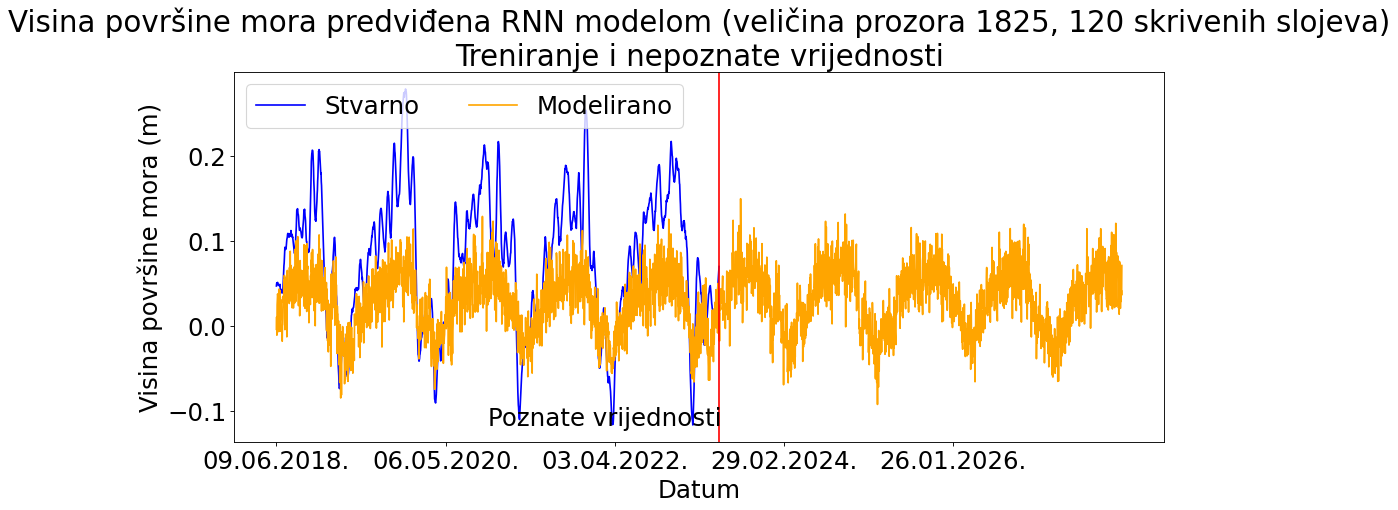 Visina površine mora predviđena RNN modelom (veličina prozora 1825, 120 skrivenih slojeva)
Treniranje i nepoznate vrijednosti
Stvarno Modelirano
Visina površine mora (m)
0.2
0.1
0.0
−0.1
Poznate vrijednosti
09.06.2018. 06.05.2020. 03.04.2022. 29.02.2024. 26.01.2026.
Datum